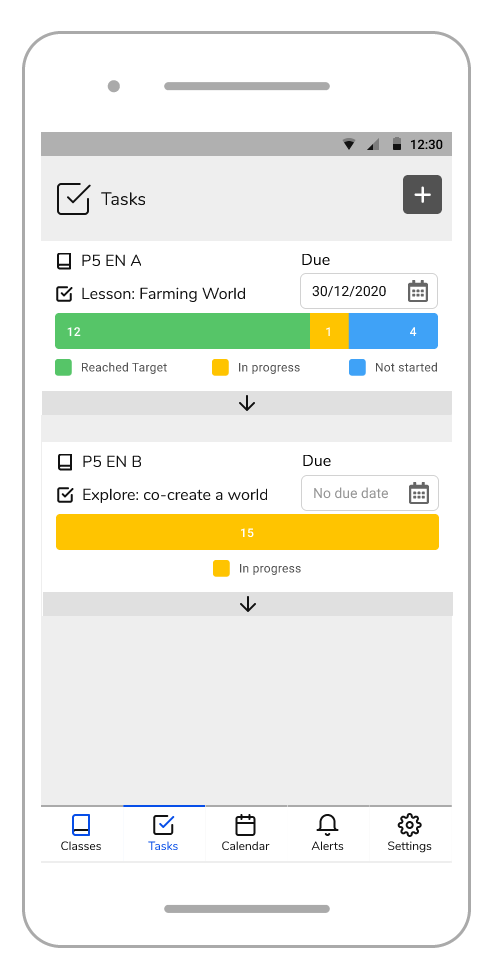 12:30
Tasks
P5 EN A
Due
Lesson: Farming World
30/12/2020
12 1 4
Reached Target In progress Not started
P5 EN B
Due
Explore: co-create a world
No due date
15
In progress
Classes Tasks Calendar Alerts Settings